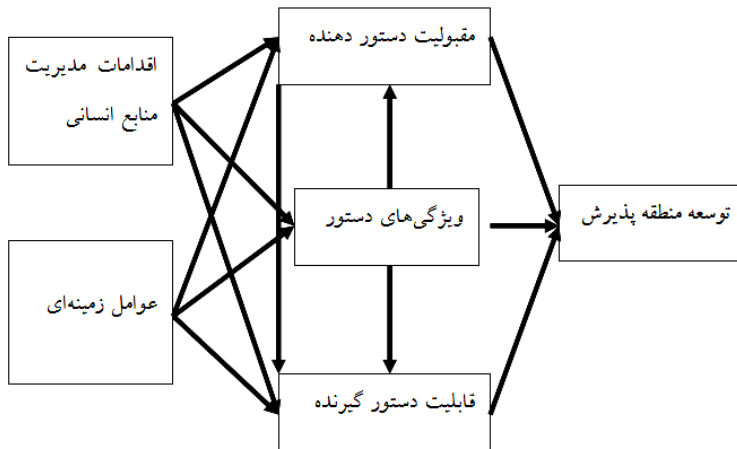 مقبولیت دستور دهنده
اقدامات مدیریت
منابع انسانی
ویژگی‌های دستور
توسعه منطقه پذیرش
عوامل زمینه‌ای
قابلیت دستور گیرنده